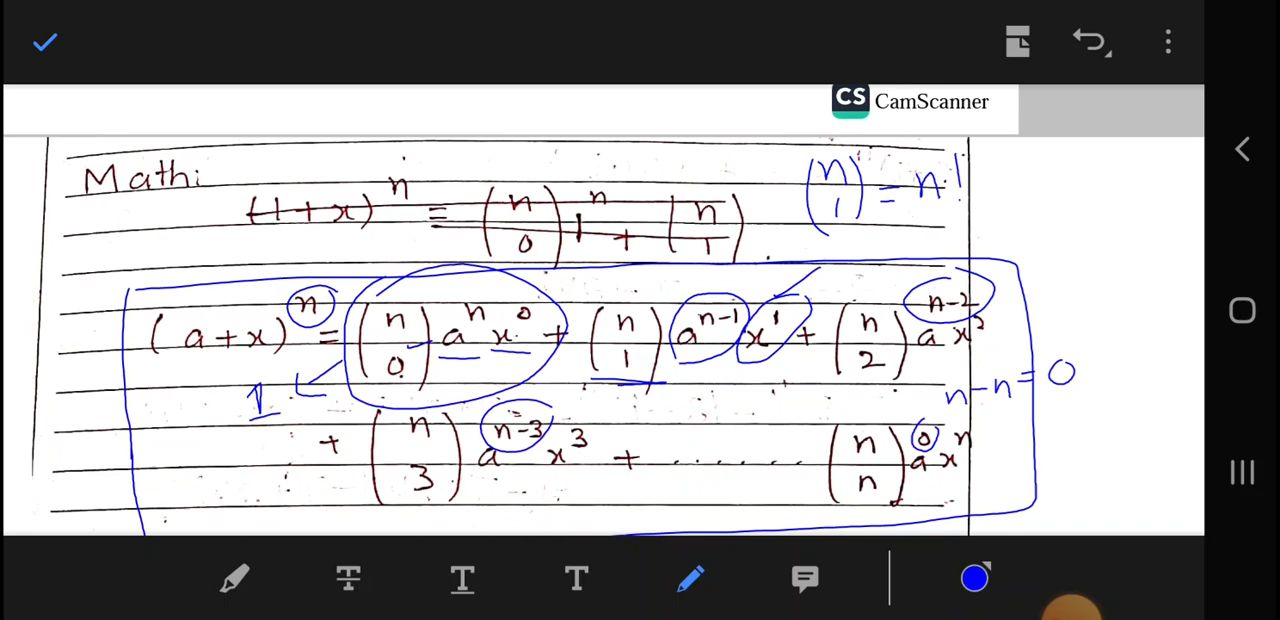 CS CamScanner
Math:
(1+x)^n = (n 0) 1^n + (n 1)
(n 1) = n!
(a+x)^n = (n 0) a^n x^0 + (n 1) a^{n-1} x^1 + (n 2) a^{n-2} x^2
1
n-n=0
+ (n 3) a^{n-3} x^3 + ........ (n n) a^0 x^n